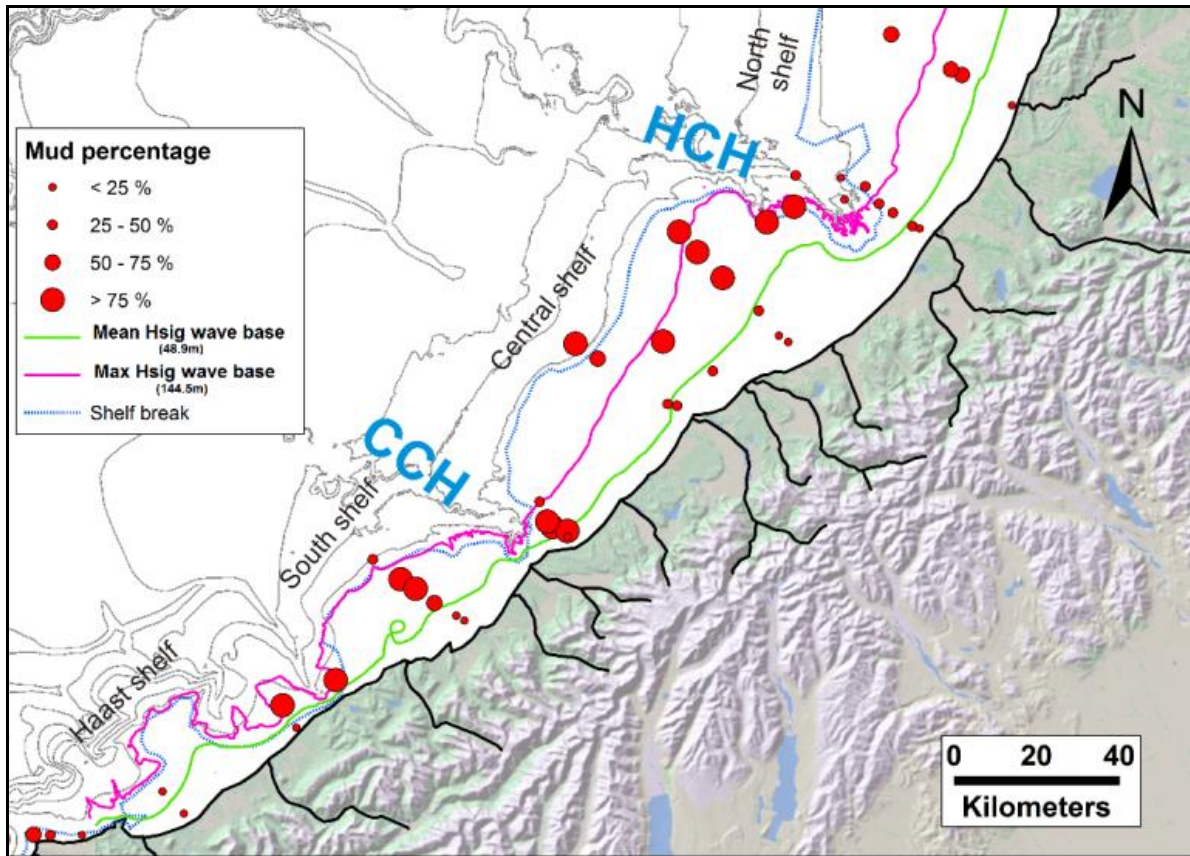 North
shelf
HCH
N
Mud percentage
< 25 %
25 - 50 %
50 - 75 %
> 75 %
Mean Hsig wave base
(48.9m)
Max Hsig wave base
(144.5m)
Shelf break
Central shelf
CCH
South shelf
Haast shelf
0 20 40
Kilometers